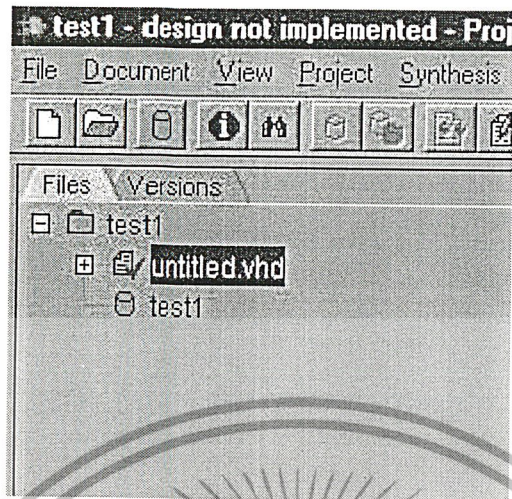 test1 - design not implemented - Proj
File Document View Project Synthesis
Files Versions
test1
untitled.vhd
test1